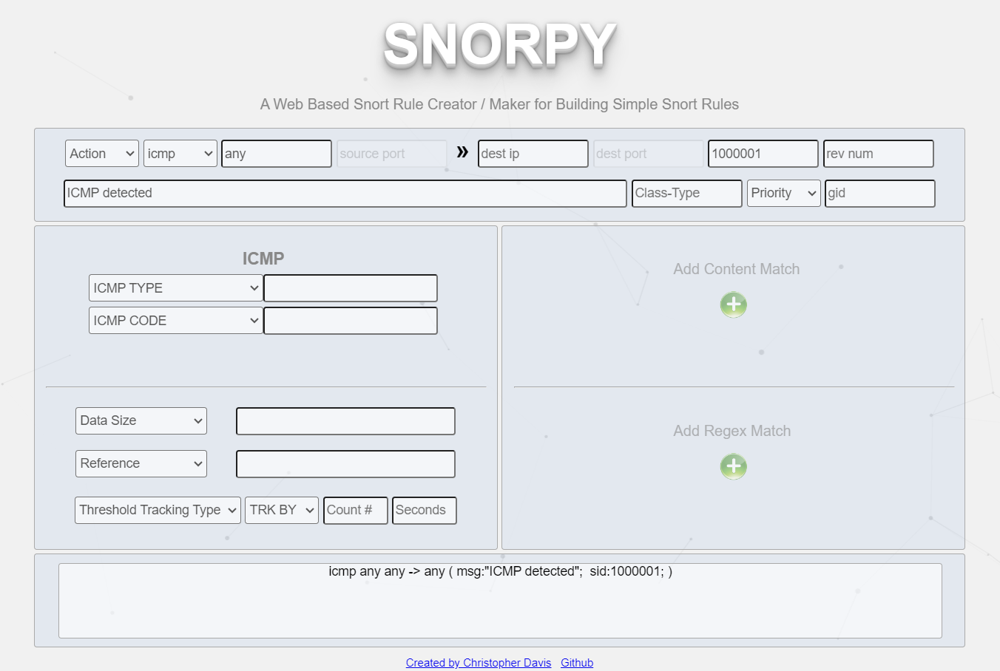 SNORPY
A Web Based Snort Rule Creator / Maker for Building Simple Snort Rules
Action icmp any source port » dest ip dest port 1000001 rev num
ICMP detected Class-Type Priority gid
ICMP
ICMP TYPE
ICMP CODE
Data Size
Reference
Threshold Tracking Type TRK BY Count # Seconds
Add Content Match
Add Regex Match
icmp any any -> any ( msg:"ICMP detected";  sid:1000001; )
Created by Christopher Davis Github